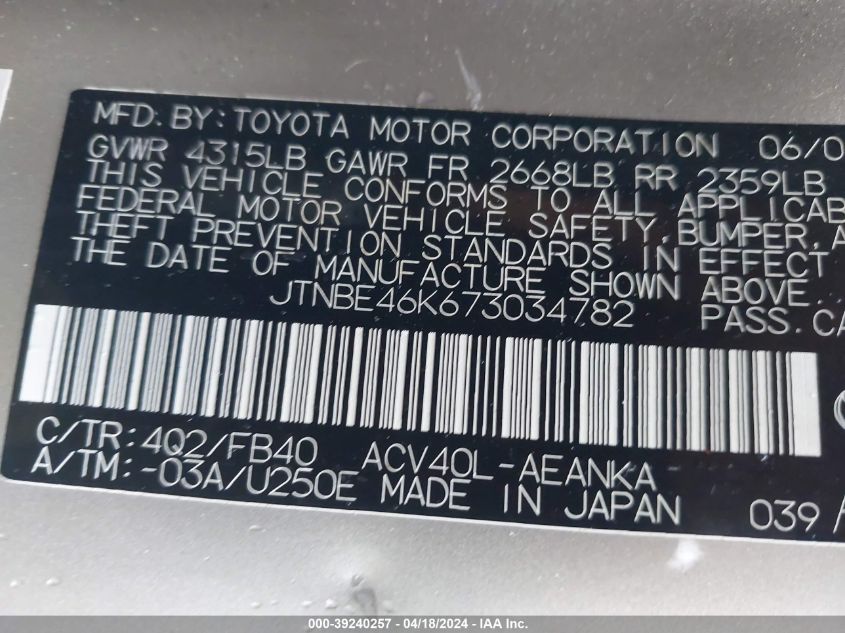 MFD. BY: TOYOTA MOTOR CORPORATION 06/0
GVWR 4315LB GAWR FR 2668LB RR 2359LB
THIS VEHICLE CONFORMS TO ALL APPLICAB
FEDERAL MOTOR VEHICLE SAFETY, BUMPER, A
THEFT PREVENTION STANDARDS IN EFFECT
THE DATE OF MANUFACTURE SHOWN ABOVE.
JTNBE46K673034782 PASS. CA
C/TR: 4Q2/FB40 ACV40L-AEANKA
A/TM: -03A/U250E MADE IN JAPAN 039
000-39240257 - 04/18/2024 - IAA Inc.